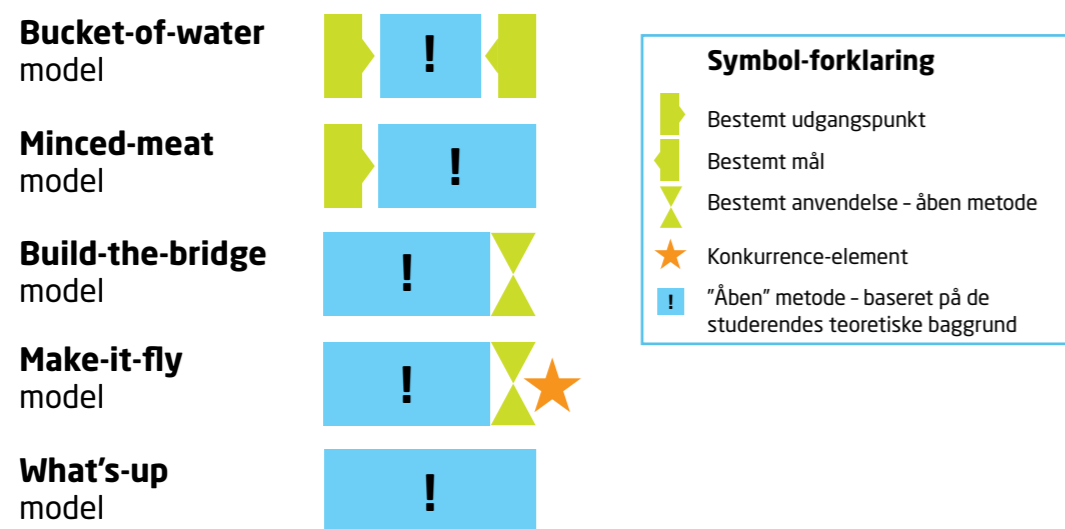 Bucket-of-water
model
!
Minced-meat
model
!
Build-the-bridge
model
!
Make-it-fly
model
!
What's-up
model
!
Symbol-forklaring
Bestemt udgangspunkt
Bestemt mål
Bestemt anvendelse – åben metode
Konkurrence-element
!
”Åben” metode – baseret på de
studerendes teoretiske baggrund